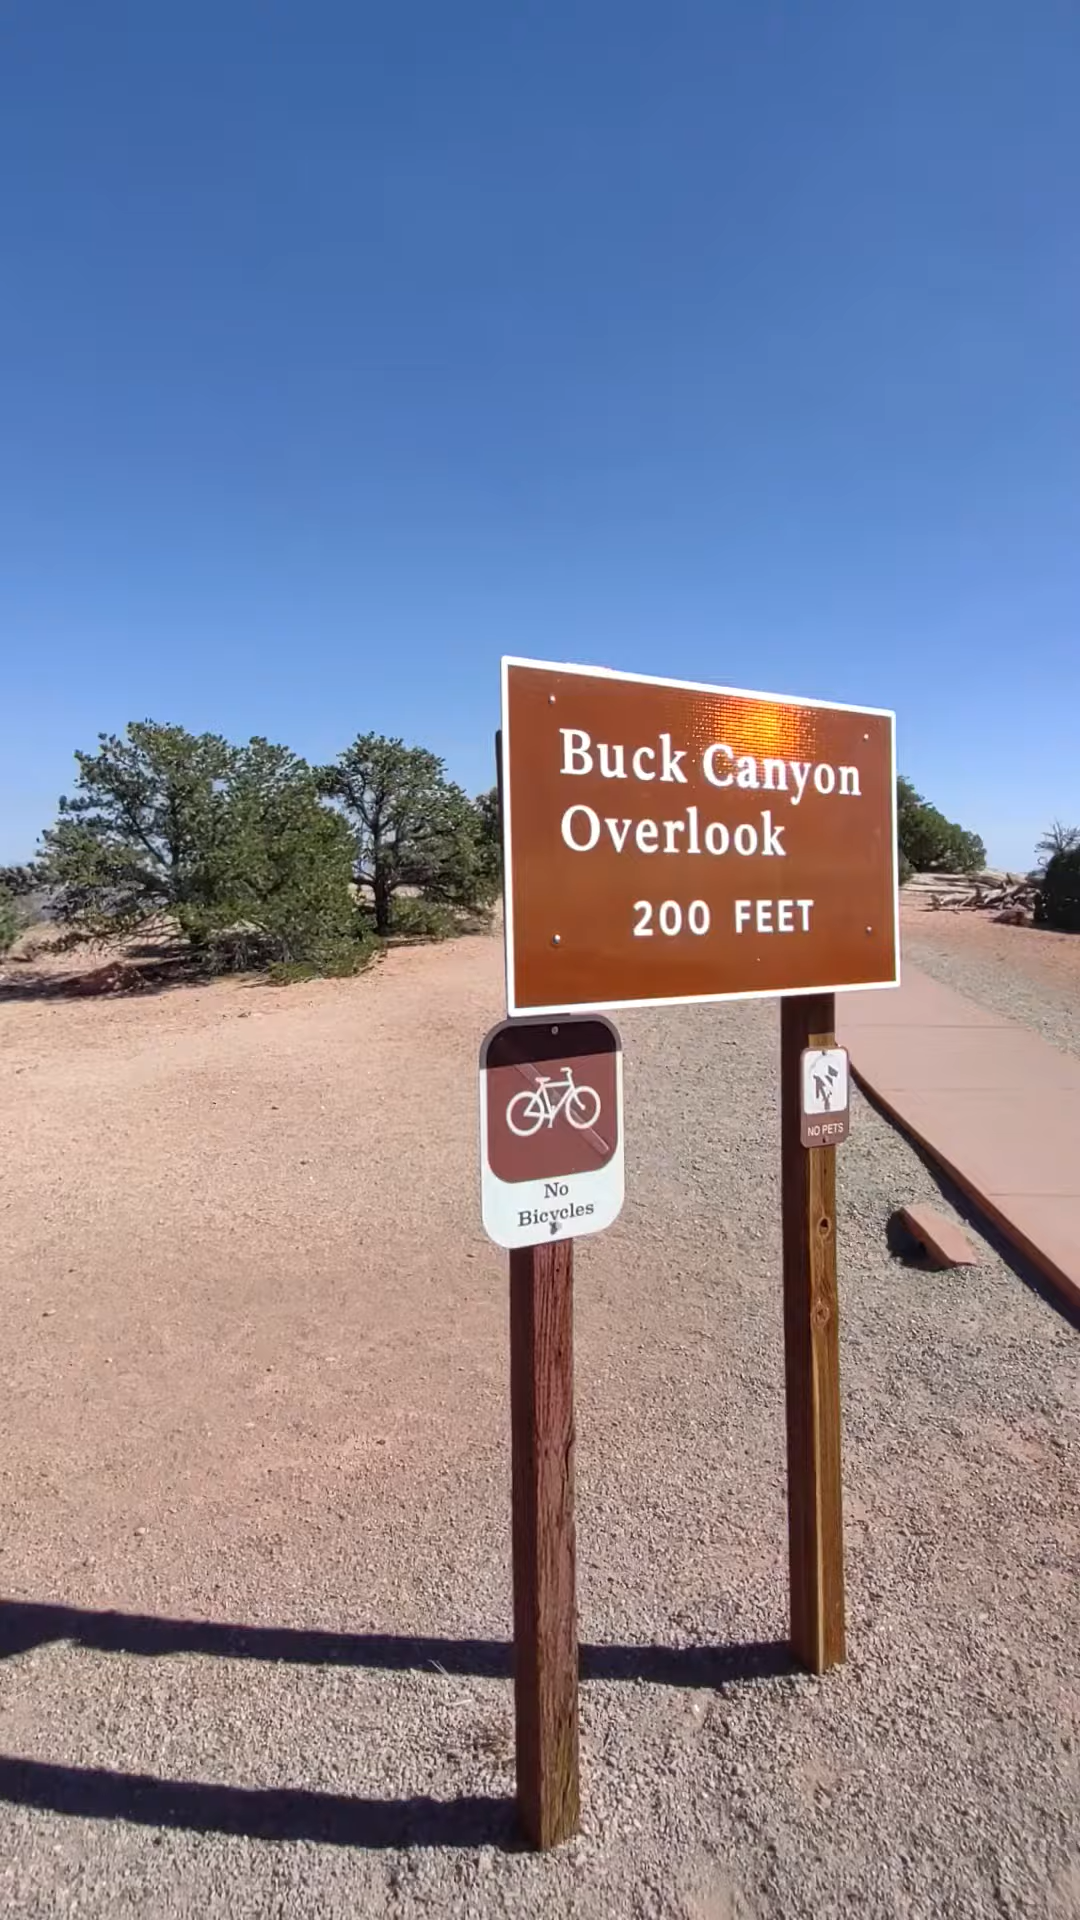 Buck Canyon
Overlook
200 FEET
No
Bicycles
NO PETS